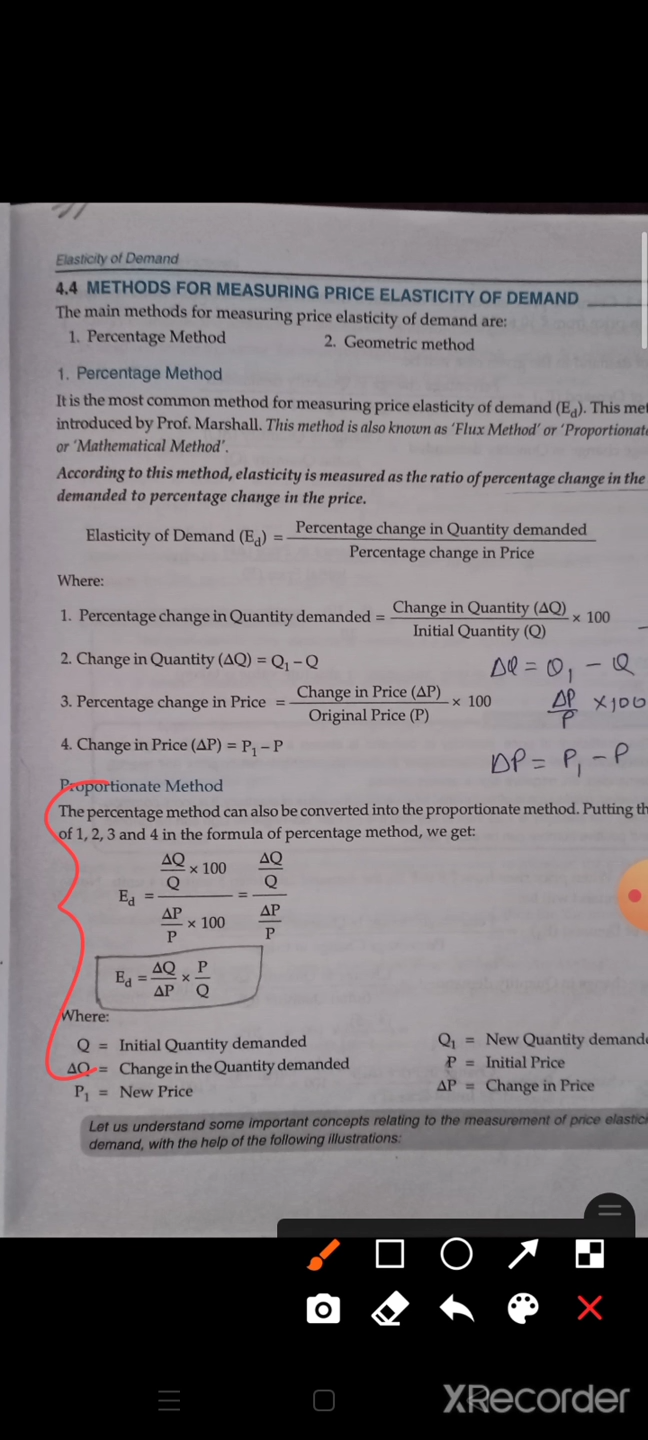 Elasticity of Demand
4.4 METHODS FOR MEASURING PRICE ELASTICITY OF DEMAND
The main methods for measuring price elasticity of demand are:
1. Percentage Method 2. Geometric method
1. Percentage Method
It is the most common method for measuring price elasticity of demand (E_d). This
introduced by Prof. Marshall. This method is also known as ‘Flux Method’ or ‘Proportionate
or ‘Mathematical Method’.
According to this method, elasticity is measured as the ratio of percentage change in the
demanded to percentage change in the price.
Elasticity of Demand (E_d) = Percentage change in Quantity demanded / Percentage change in Price
Where:
1. Percentage change in Quantity demanded = Change in Quantity (ΔQ) / Initial Quantity (Q) × 100
2. Change in Quantity (ΔQ) = Q₁ – Q ΔQ = Q₁ – Q
3. Percentage change in Price = Change in Price (ΔP) / Original Price (P) × 100 ΔP/P ×100
4. Change in Price (ΔP) = P₁ – P ΔP = P₁ – P
Proportionate Method
The percentage method can also be converted into the proportionate method. Putting
of 1, 2, 3 and 4 in the formula of percentage method, we get:
E_d = (ΔQ/Q × 100) / (ΔP/P × 100) = (ΔQ/Q) / (ΔP/P)
E_d = ΔQ/ΔP × P/Q
Where:
Q = Initial Quantity demanded Q₁ = New Quantity
ΔQ = Change in the Quantity demanded P = Initial Price
P₁ = New Price ΔP = Change in Price
Let us understand some important concepts relating to the measurement of price
demand, with the help of the following illustrations:
XRecorder